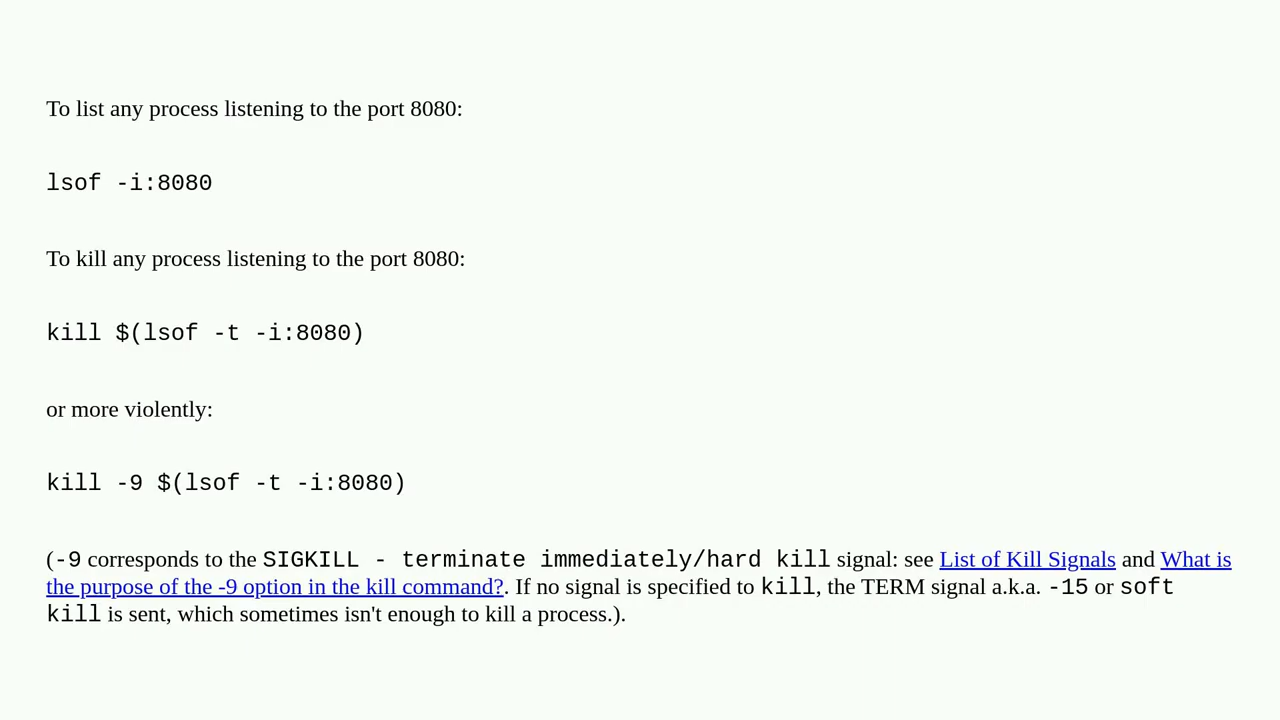 To list any process listening to the port 8080:
lsof -i:8080
To kill any process listening to the port 8080:
kill $(lsof -t -i:8080)
or more violently:
kill -9 $(lsof -t -i:8080)
(-9 corresponds to the SIGKILL - terminate immediately/hard kill signal: see List of Kill Signals and What is
the purpose of the -9 option in the kill command?. If no signal is specified to kill, the TERM signal a.k.a. -15 or soft
kill is sent, which sometimes isn't enough to kill a process.).